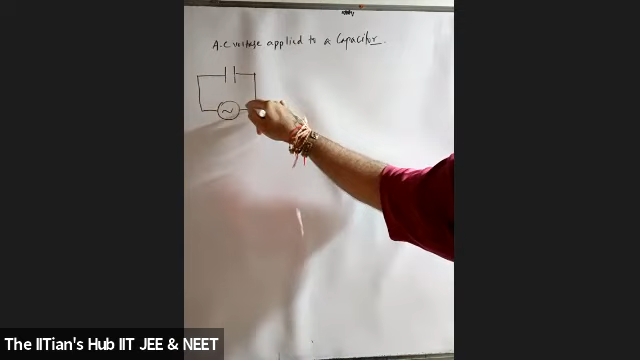 A.C voltage applied to a Capacitor.
The IITian's Hub IIT JEE & NEET